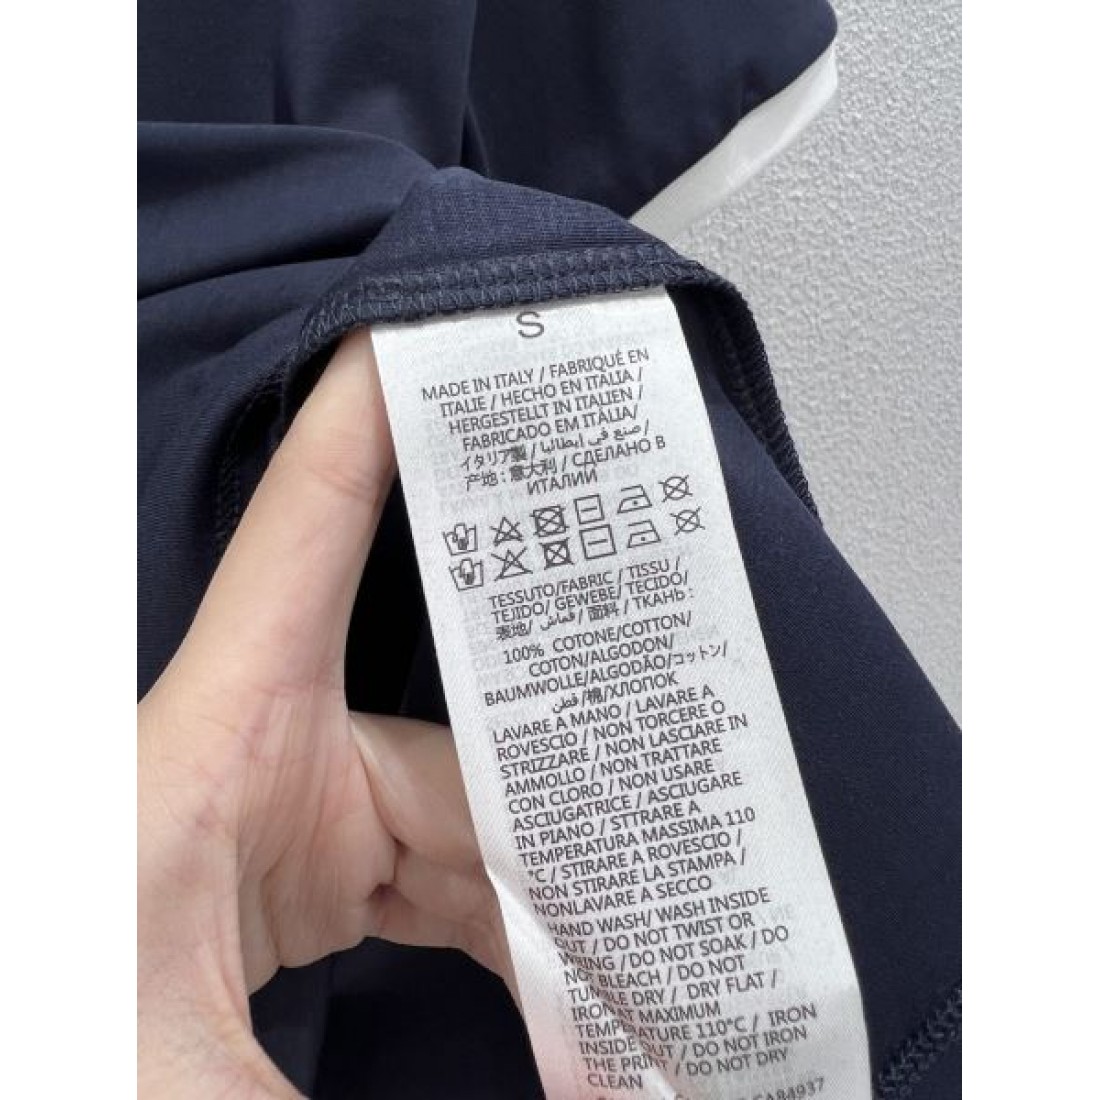 S
MADE IN ITALY / FABRIQUÉ EN
ITALIE / HECHO EN ITALIA /
HERGESTELLT IN ITALIEN /
FABRICADO EM ITÁLIA/
イタリア製 / صنع في إيطاليا /
产地 : 意大利 / СДЕЛАНО В
ИТАЛИИ
TESSUTO/FABRIC / TISSU /
TEJIDO/ GEWEBE/ TECIDO/
表地/ قماش / 面料 / ТКАНЬ :
100% COTONE/COTTON/
COTON/ALGODON/
BAUMWOLLE/ALGODÃO/コットン/
قطن /棉/ХЛОПОК
LAVARE A MANO / LAVARE A
ROVESCIO / NON TORCERE O
STRIZZARE / NON LASCIARE IN
AMMOLLO / NON TRATTARE
CON CLORO / NON USARE
ASCIUGATRICE / ASCIUGARE
IN PIANO / STTRARE A
TEMPERATURA MASSIMA 110
°C / STIRARE A ROVESCIO /
NON STIRARE LA STAMPA /
NONLAVARE A SECCO
HAND WASH/ WASH INSIDE
OUT / DO NOT TWIST OR
WRING / DO NOT SOAK / DO
NOT BLEACH / DO NOT
TUMBLE DRY / DRY FLAT /
IRON AT MAXIMUM
TEMPERATURE 110°C / IRON
INSIDE OUT / DO NOT IRON
THE PRINT / DO NOT DRY
CLEAN
CA84937